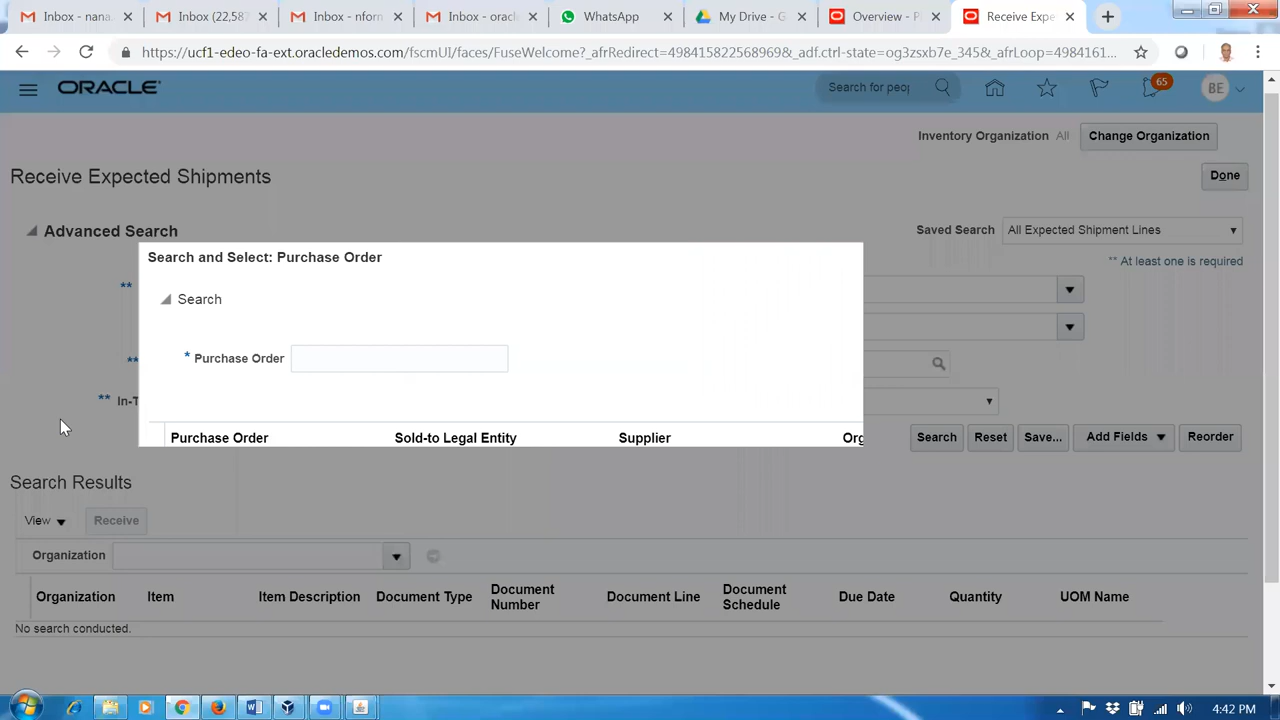 Inbox - nana.
Inbox (22,587
Inbox - nforn
Inbox - orac
WhatsApp
My Drive - G
Overview - P
Receive Expe
https://ucf1-edeo-fa-ext.oracledemos.com/fscmUI/faces/FuseWelcome?_afrRedirect=498415822568969&_adf.ctrl-state=og3zsxb7e_345&_afrLoop=4984161...
ORACLE
Search for peop
65
BE
Inventory Organization All Change Organization
Receive Expected Shipments
Done
Advanced Search
Saved Search All Expected Shipment Lines
** At least one is required
Search and Select: Purchase Order
**
Search
* Purchase Order
**
** In-T
Purchase Order Sold-to Legal Entity Supplier Org
Search Reset Save... Add Fields Reorder
Search Results
View Receive
Organization
Organization Item Item Description Document Type Document Number Document Line Document Schedule Due Date Quantity UOM Name
No search conducted.
4:42 PM